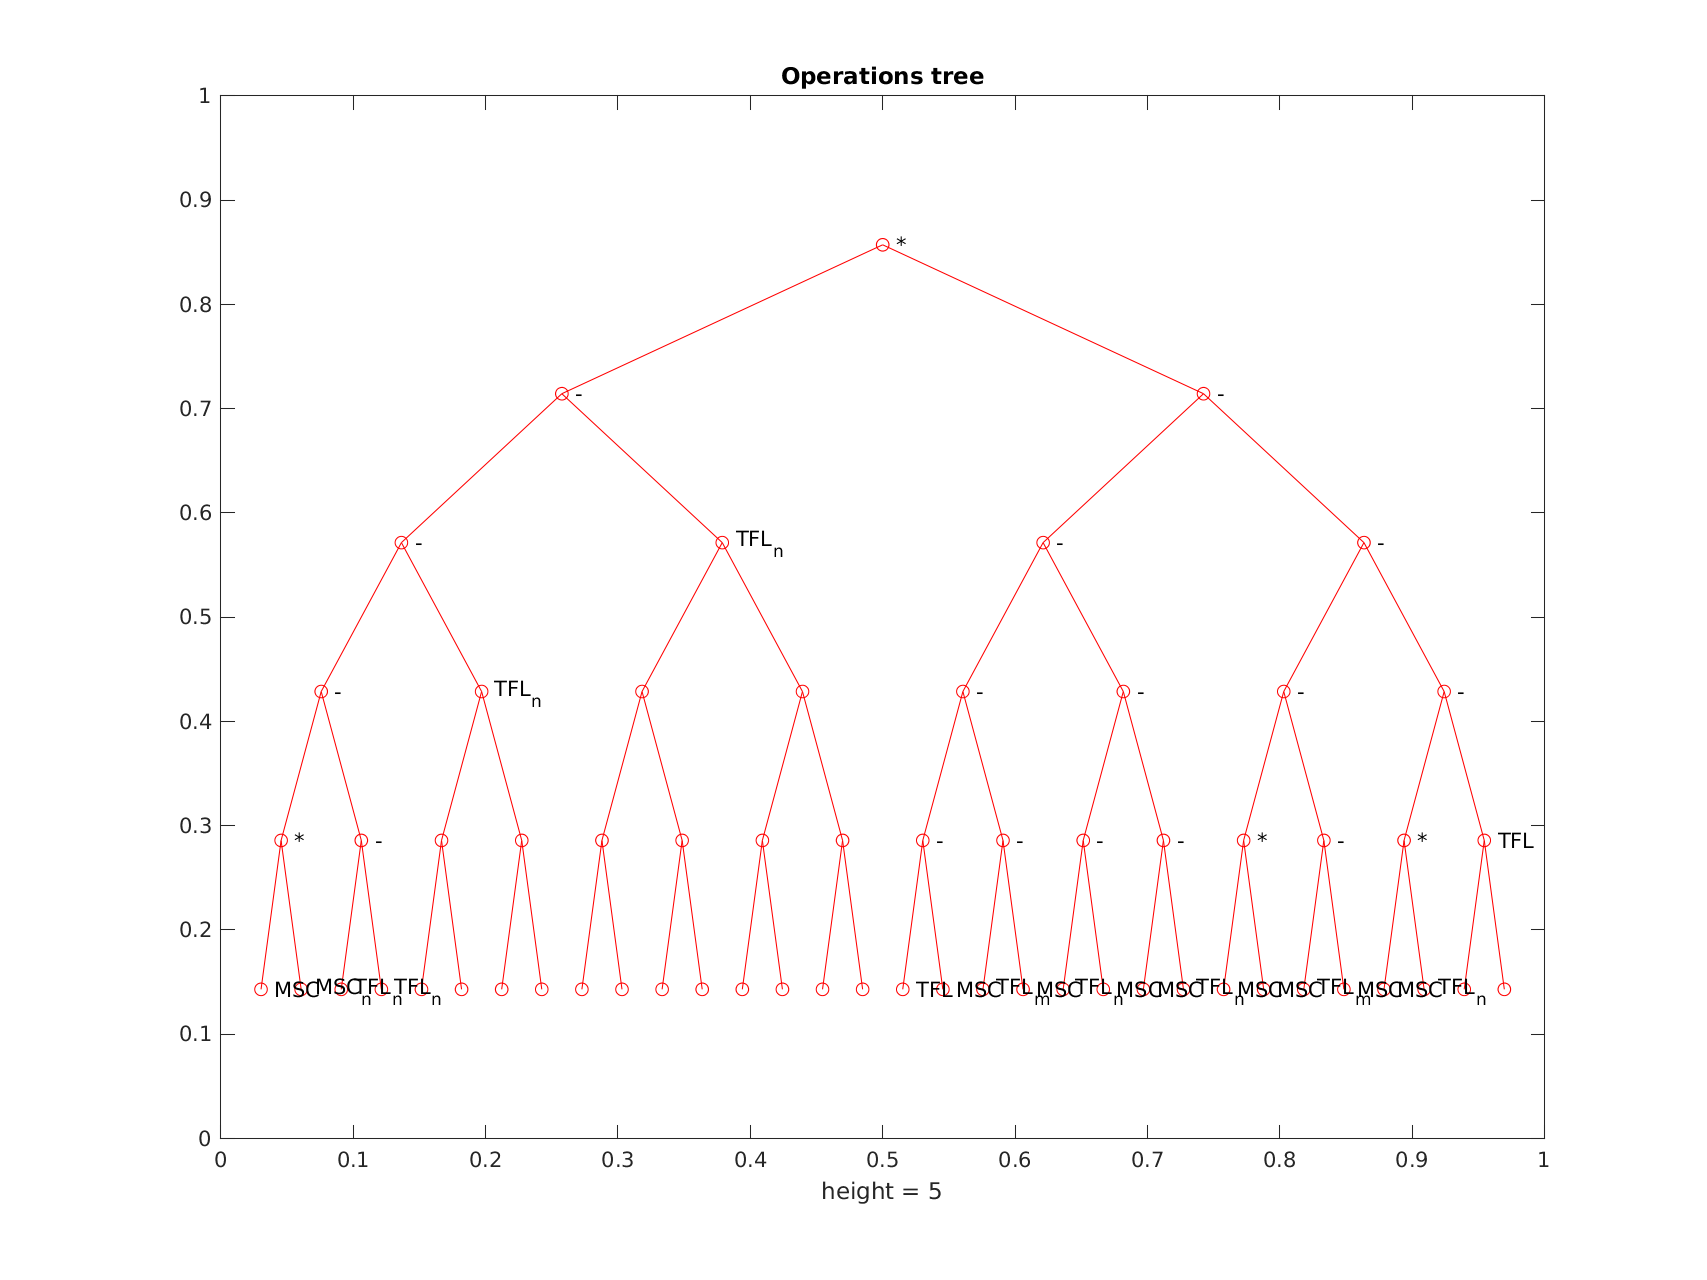 Operations tree
1
0.9
*
0.8
0.7
- -
0.6
- TFLn - -
0.5
- TFLn - - - -
0.4
0.3
* - - - - - * - * TFL
0.2
MSC MSCn TFLn TFLn TFL MSC TFLm MSC TFLn MSC MSC TFLn MSC MSC TFLm MSC MSC TFLn
0.1
0
0 0.1 0.2 0.3 0.4 0.5 0.6 0.7 0.8 0.9 1
height = 5